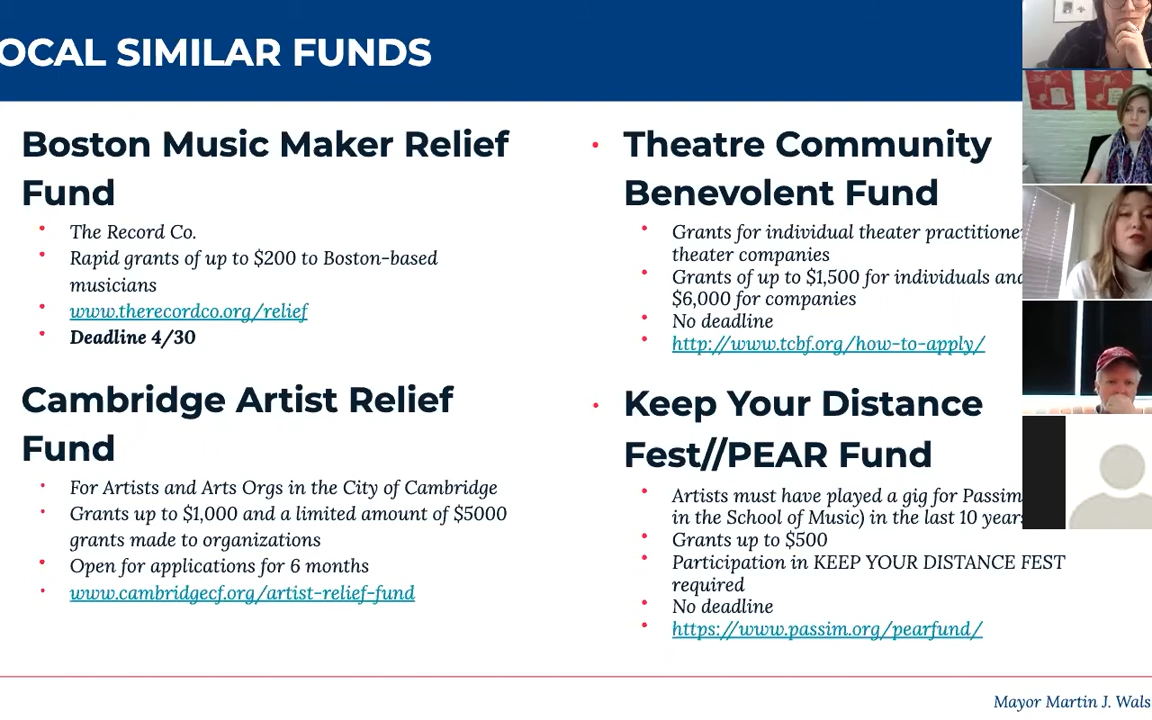 OCAL SIMILAR FUNDS
Boston Music Maker Relief
Fund
The Record Co.
Rapid grants of up to $200 to Boston-based
musicians
www.therecordco.org/relief
Deadline 4/30
Cambridge Artist Relief
Fund
For Artists and Arts Orgs in the City of Cambridge
Grants up to $1,000 and a limited amount of $5000
grants made to organizations
Open for applications for 6 months
www.cambridgecf.org/artist-relief-fund
Theatre Community
Benevolent Fund
Grants for individual theater practitione
theater companies
Grants of up to $1,500 for individuals and
$6,000 for companies
No deadline
http://www.tcbf.org/how-to-apply/
Keep Your Distance
Fest//PEAR Fund
Artists must have played a gig for Passim
in the School of Music) in the last 10 years
Grants up to $500
Participation in KEEP YOUR DISTANCE FEST
required
No deadline
https://www.passim.org/pearfund/
Mayor Martin J. Wals